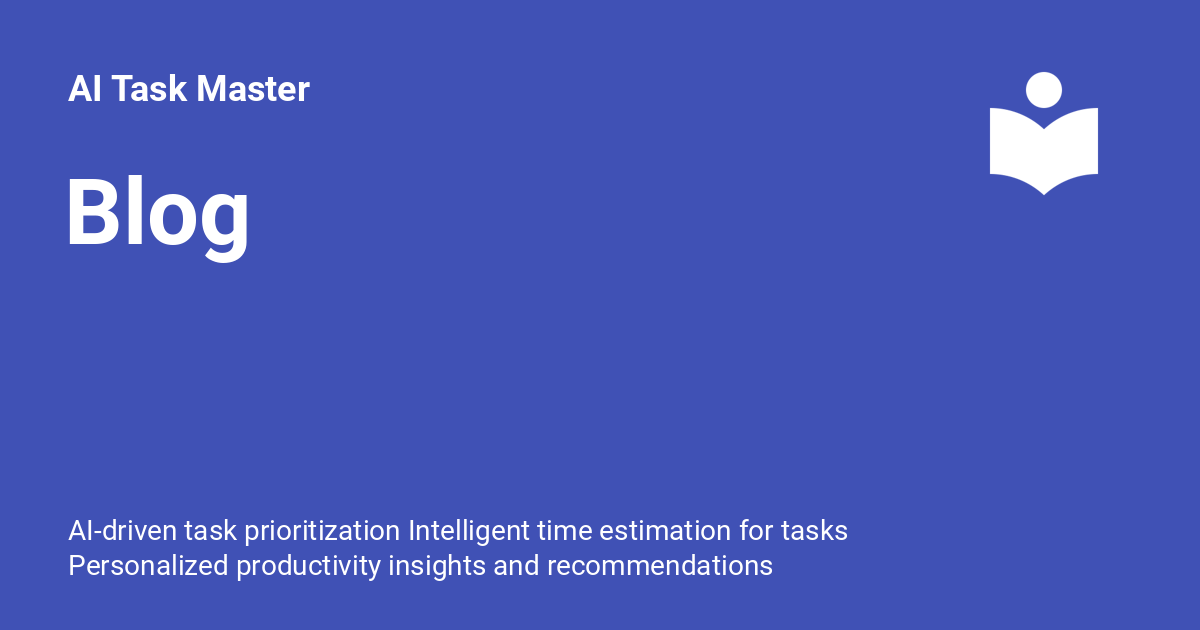 AI Task Master
Blog
AI-driven task prioritization Intelligent time estimation for tasks
Personalized productivity insights and recommendations